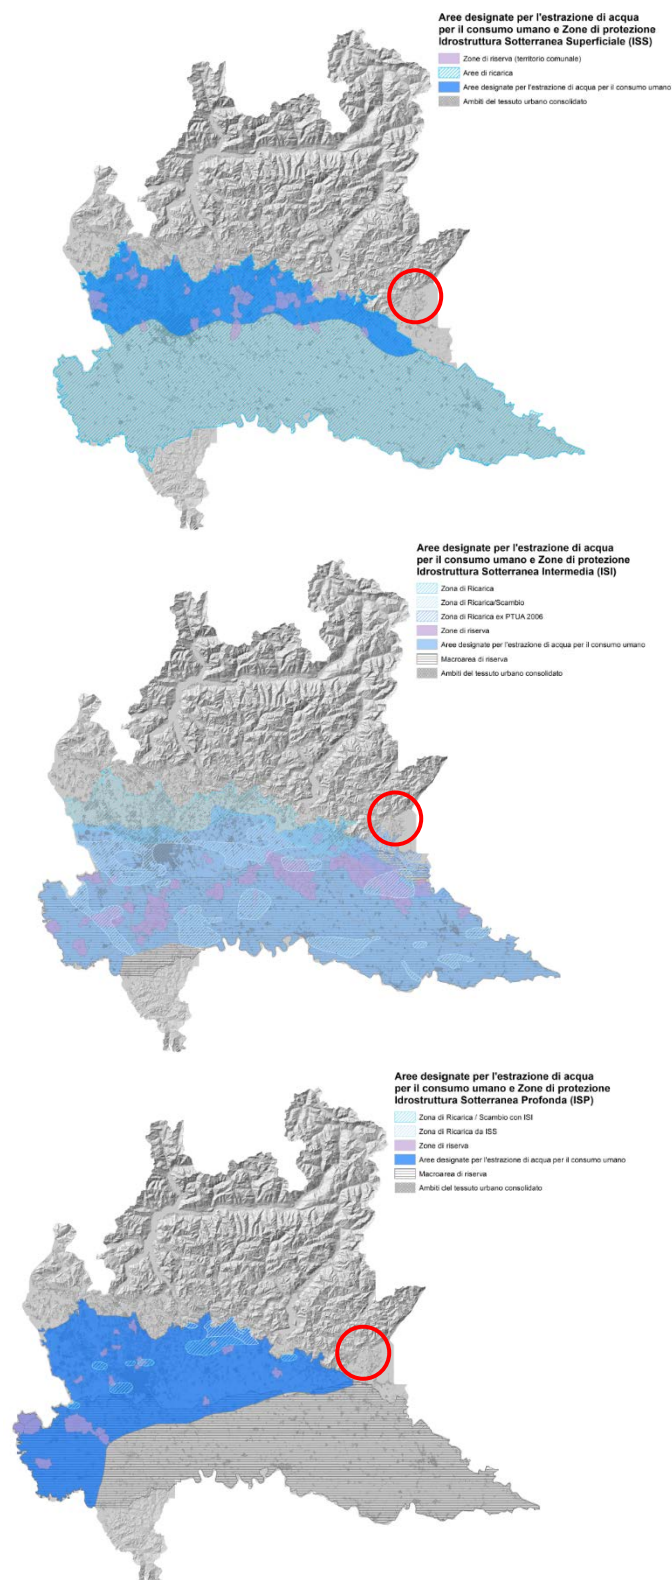 Aree designate per l'estrazione di acqua
per il consumo umano e Zone di protezione
Idrostruttura Sotterranea Superficiale (ISS)
Zone di riserva (territorio comunale)
Aree di ricarica
Aree designate per l'estrazione di acqua per il consumo umano
Ambiti del tessuto urbano consolidato
Aree designate per l'estrazione di acqua
per il consumo umano e Zone di protezione
Idrostruttura Sotterranea Intermedia (ISI)
Zona di Ricarica
Zona di Ricarica/Scambio
Zona di Ricarica ex PTUA 2006
Zone di riserva
Aree designate per l'estrazione di acqua per il consumo umano
Macroarea di riserva
Ambiti del tessuto urbano consolidato
Aree designate per l'estrazione di acqua
per il consumo umano e Zone di protezione
Idrostruttura Sotterranea Profonda (ISP)
Zona di Ricarica / Scambio con ISI
Zona di Ricarica da ISS
Zone di riserva
Aree designate per l'estrazione di acqua per il consumo umano
Macroarea di riserva
Ambiti del tessuto urbano consolidato